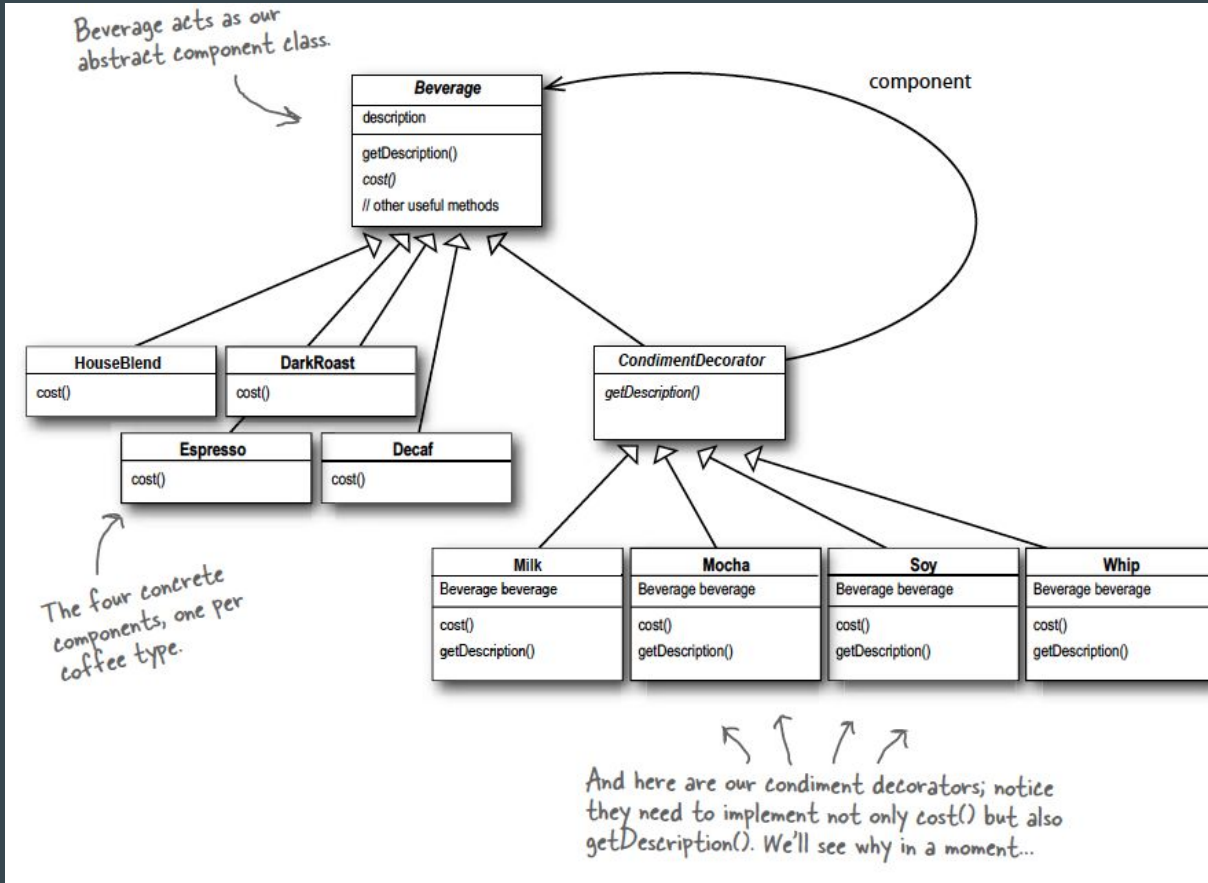 Beverage acts as our
abstract component class.
component
Beverage
description
getDescription()
cost()
// other useful methods
HouseBlend
cost()
DarkRoast
cost()
Espresso
cost()
Decaf
cost()
CondimentDecorator
getDescription()
The four concrete
components, one per
coffee type.
Milk
Beverage beverage
cost()
getDescription()
Mocha
Beverage beverage
cost()
getDescription()
Soy
Beverage beverage
cost()
getDescription()
Whip
Beverage beverage
cost()
getDescription()
And here are our condiment decorators; notice
they need to implement not only cost() but also
getDescription(). We'll see why in a moment...